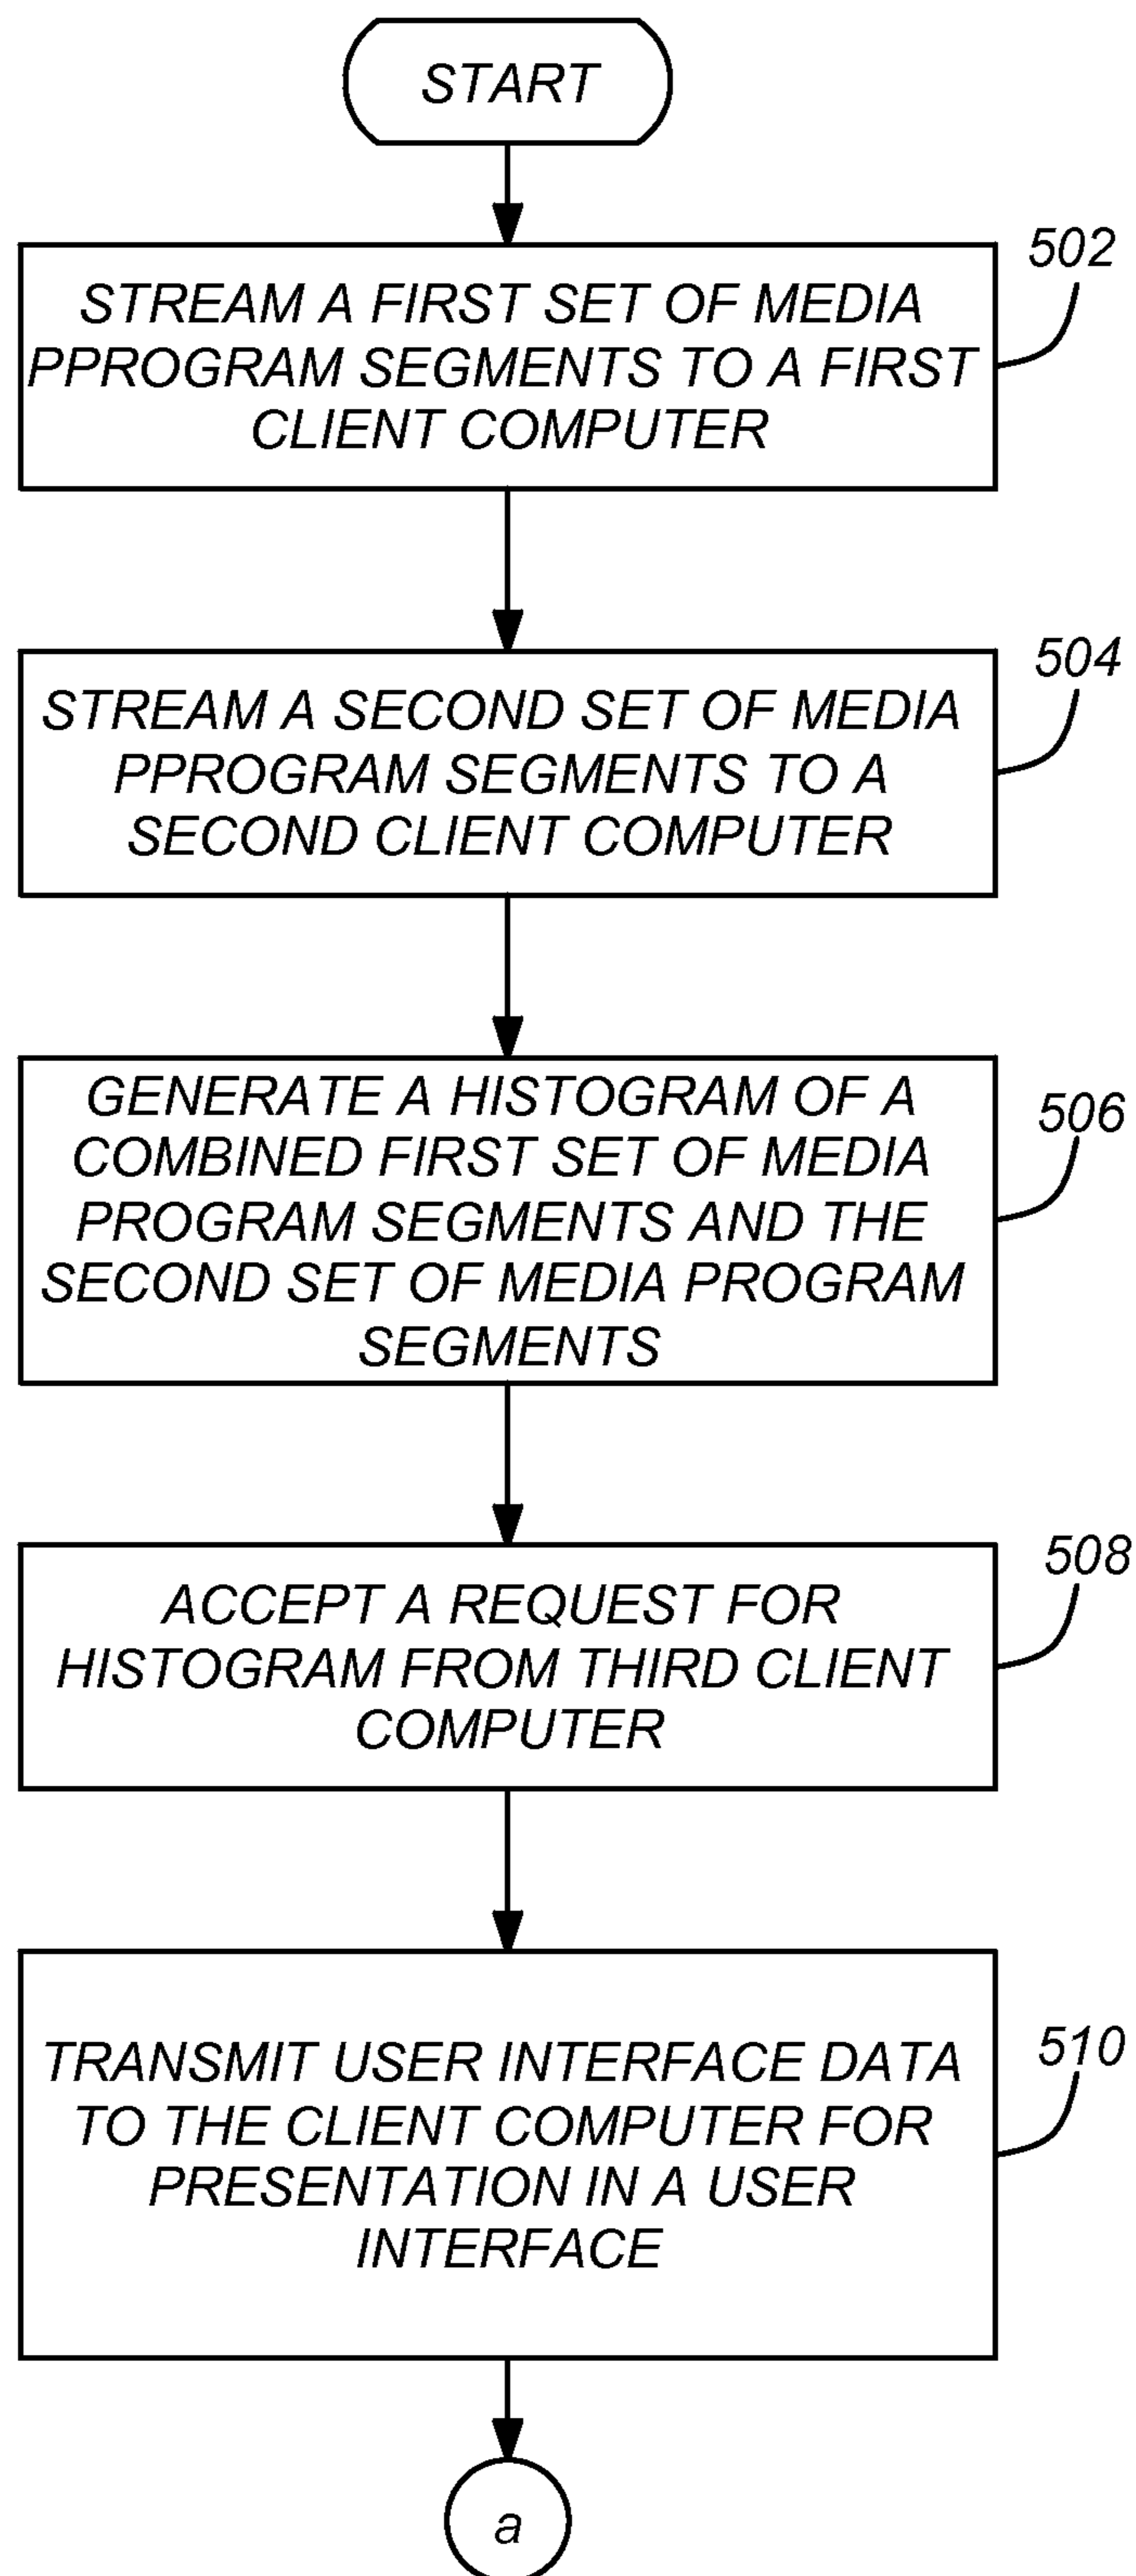 START
502
STREAM A FIRST SET OF MEDIA
PPROGRAM SEGMENTS TO A FIRST
CLIENT COMPUTER
504
STREAM A SECOND SET OF MEDIA
PPROGRAM SEGMENTS TO A
SECOND CLIENT COMPUTER
506
GENERATE A HISTOGRAM OF A
COMBINED FIRST SET OF MEDIA
PROGRAM SEGMENTS AND THE
SECOND SET OF MEDIA PROGRAM
SEGMENTS
508
ACCEPT A REQUEST FOR
HISTOGRAM FROM THIRD CLIENT
COMPUTER
510
TRANSMIT USER INTERFACE DATA
TO THE CLIENT COMPUTER FOR
PRESENTATION IN A USER
INTERFACE
a